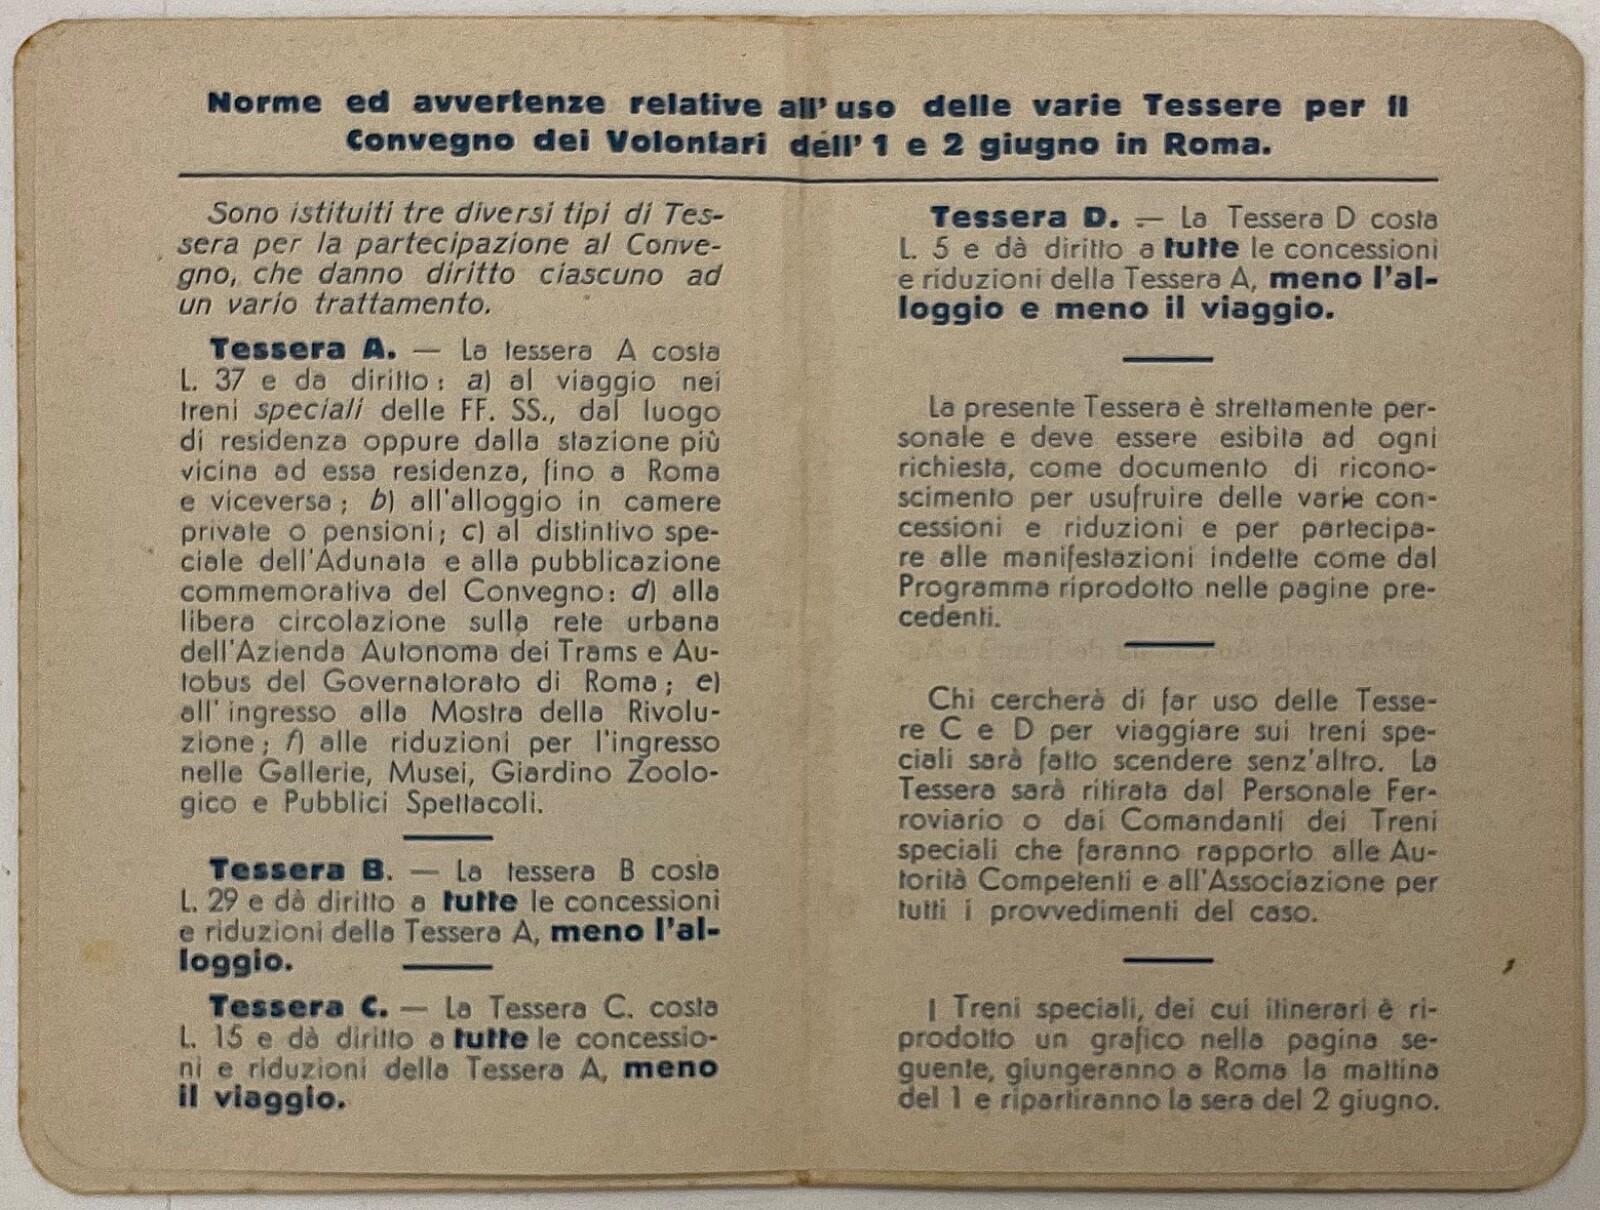 Norme ed avvertenze relative all' uso delle varie Tessere per il
Convegno dei Volontari dell' 1 e 2 giugno in Roma.
Sono istituiti tre diversi tipi di Tes-
sera per la partecipazione al Conve-
gno, che danno diritto ciascuno ad
un vario trattamento.
Tessera A. — La tessera A costa
L. 37 e da diritto: a) al viaggio nei
treni speciali delle FF. SS., dal luogo
di residenza oppure dalla stazione più
vicina ad essa residenza, fino a Roma
e viceversa; b) all'alloggio in camere
private o pensioni; c) al distintivo spe-
ciale dell'Adunata e alla pubblicazione
commemorativa del Convegno: d) alla
libera circolazione sulla rete urbana
dell'Azienda Autonoma dei Trams e Au-
tobus del Governatorato di Roma; e)
all' ingresso alla Mostra della Rivolu-
zione; f) alle riduzioni per l'ingresso
nelle Gallerie, Musei, Giardino Zoolo-
gico e Pubblici Spettacoli.
Tessera B. — La tessera B costa
L. 29 e dà diritto a tutte le concessioni
e riduzioni della Tessera A, meno l'al-
loggio.
Tessera C. — La Tessera C. costa
L. 15 e dà diritto a tutte le concessio-
ni e riduzioni della Tessera A, meno
il viaggio.
Tessera D. — La Tessera D costa
L. 5 e dà diritto a tutte le concessioni
e riduzioni della Tessera A, meno l'al-
loggio e meno il viaggio.
La presente Tessera è strettamente per-
sonale e deve essere esibita ad ogni
richiesta, come documento di ricono-
scimento per usufruire delle varie con-
cessioni e riduzioni e per partecipa-
re alle manifestazioni indette come dal
Programma riprodotto nelle pagine pre-
cedenti.
Chi cercherà di far uso delle Tesse-
re C e D per viaggiare sui treni spe-
ciali sarà fatto scendere senz'altro. La
Tessera sarà ritirata dal Personale Fer-
roviario o dai Comandanti dei Treni
speciali che faranno rapporto alle Au-
torità Competenti e all'Associazione per
tutti i provvedimenti del caso.
I Treni speciali, dei cui itinerari è ri-
prodotto un grafico nella pagina se-
guente, giungeranno a Roma la mattina
del 1 e ripartiranno la sera del 2 giugno.